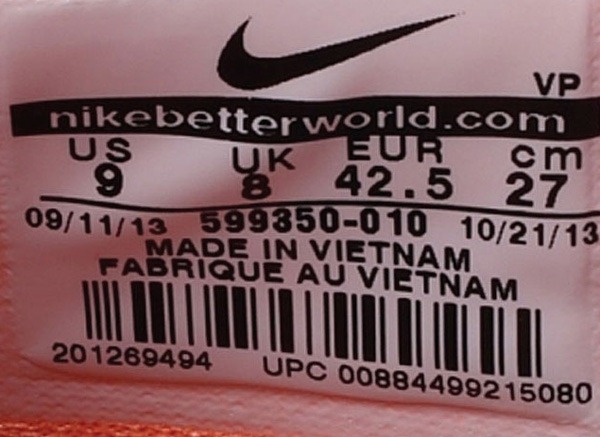 VP
nikebetterworld.com
US UK EUR cm
9 8 42.5 27
09/11/13 599350-010 10/21/13
MADE IN VIETNAM
FABRIQUE AU VIETNAM
201269494 UPC 00884499215080